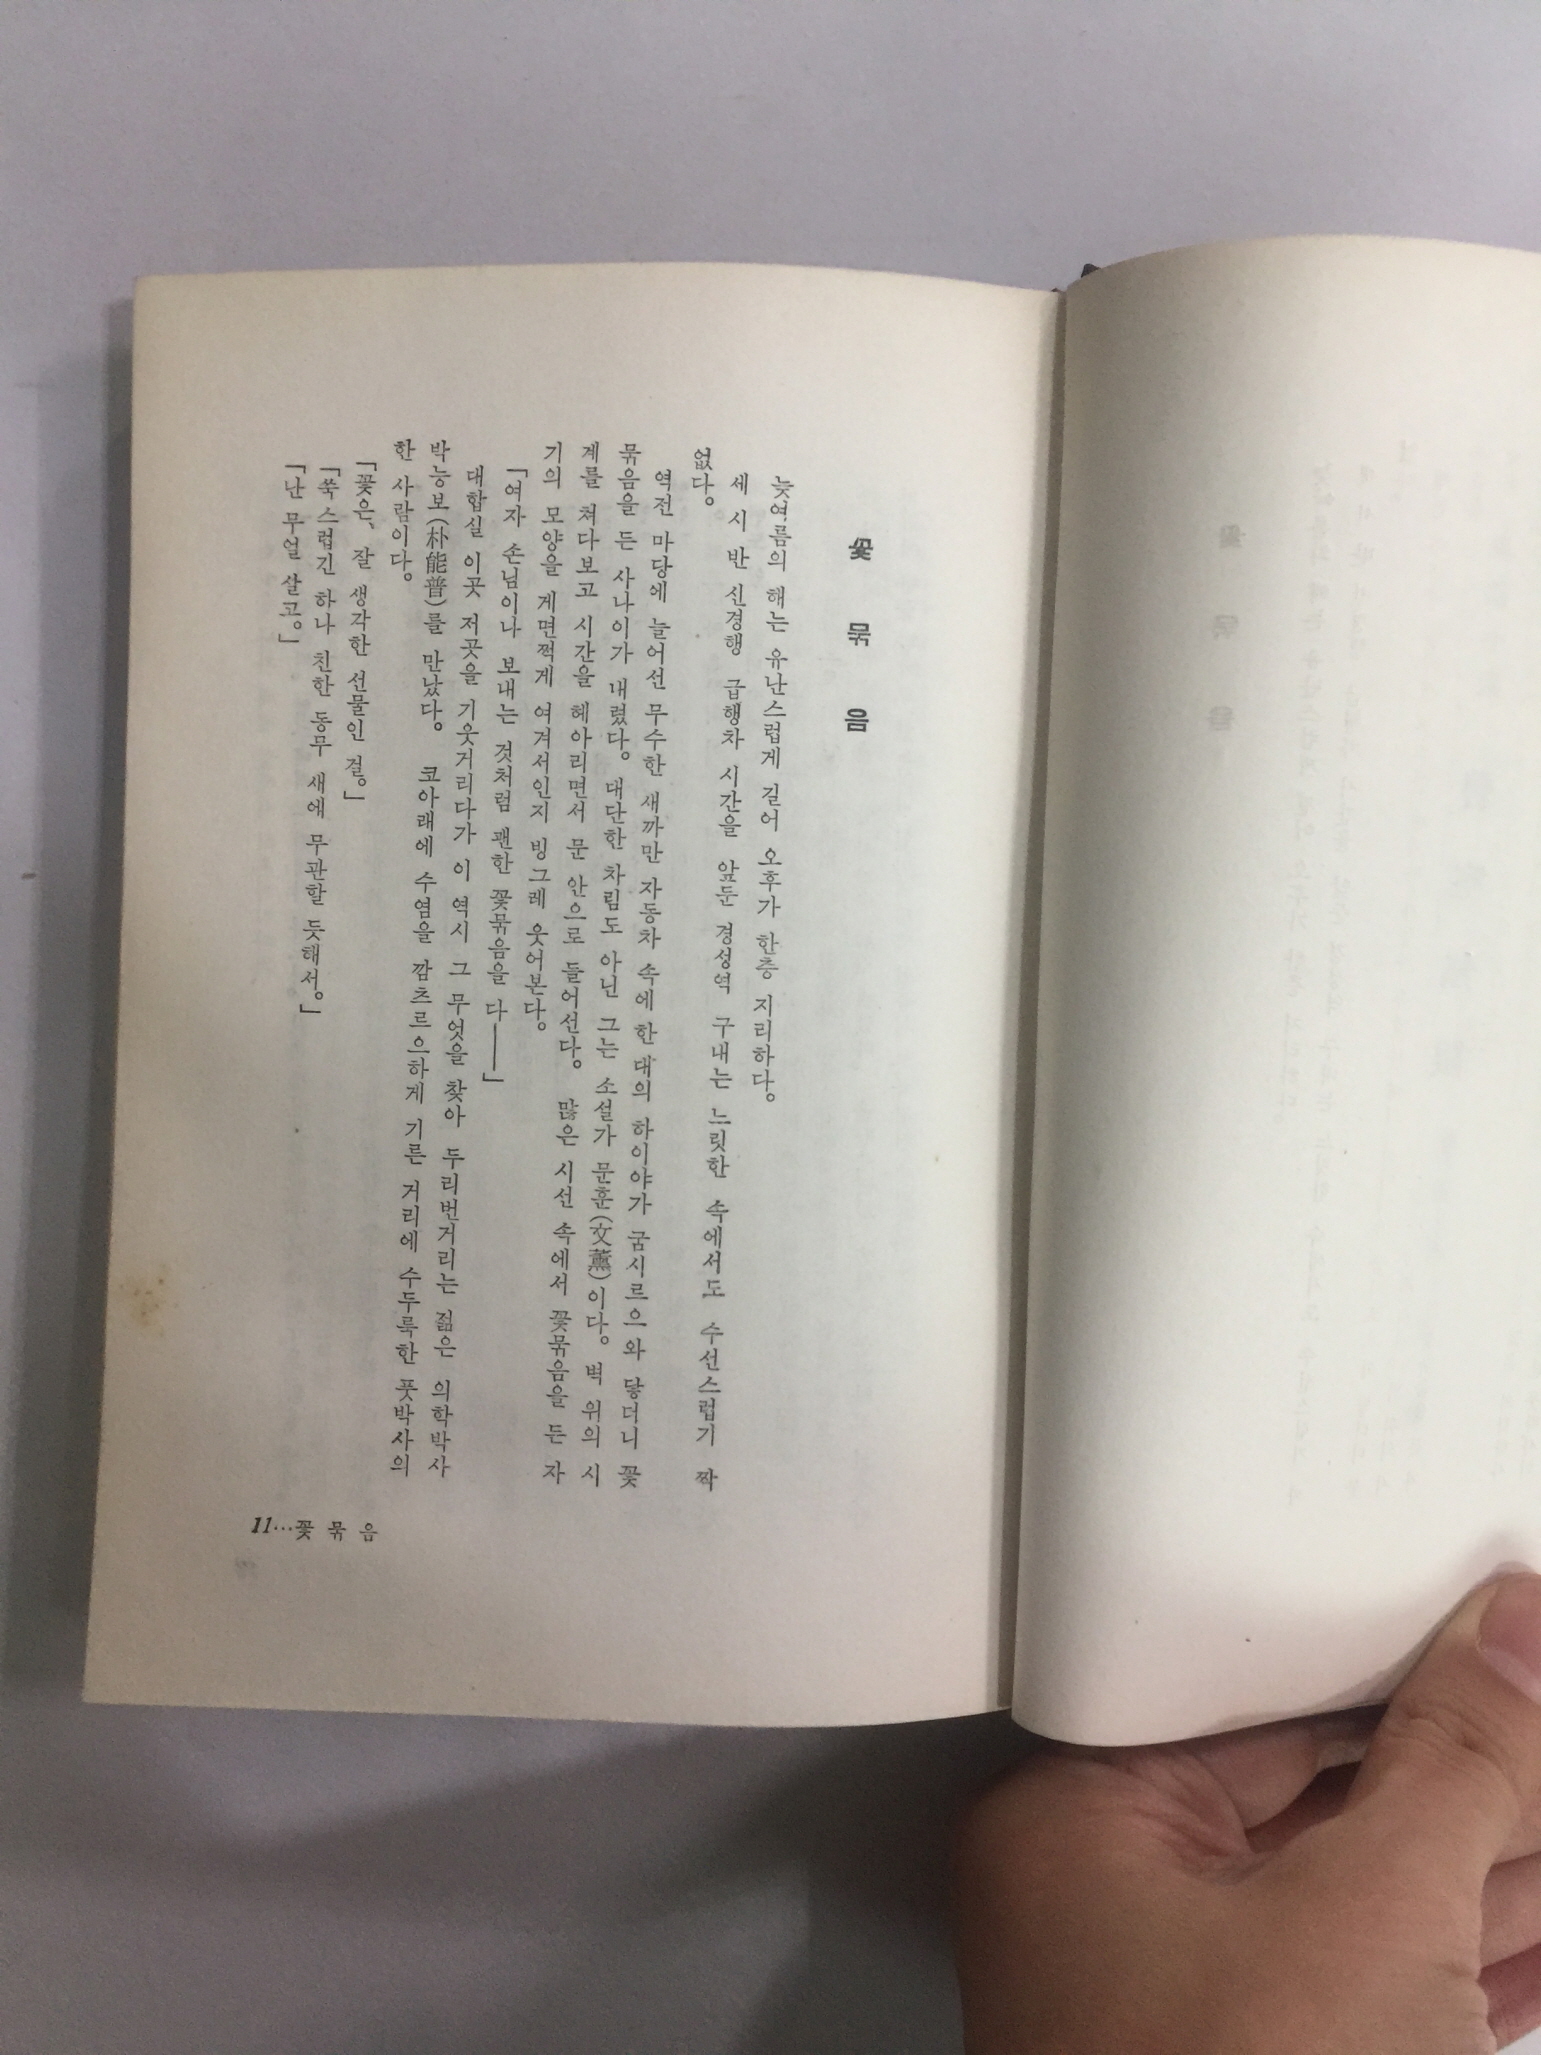 꽃묶음
늦여름의 해는 유난스럽게 길어 오후가 한층 지리하다.
세 시 반 신경행 급행차 시간을 앞둔 경성역 구내는 느릿한 속에서도 수선스럽기 짝
없다.
역전 마당에 늘어선 무수한 새까만 자동차 속에 한 대의 하이야가 굼시르으 와 닿더니 꽃
묶음을 든 사나이가 내렸다. 대단한 차림도 아닌 그는 소설가 문훈(文薰)이다. 벽 위의 시
계를 쳐다보고 시간을 헤아리면서 문 안으로 들어선다. 많은 시선 속에서 꽃묶음을 든 자
기의 모양을 게면쩍게 여겨서인지 빙그레 웃어본다.
「여자 손님이나 보내는 것처럼 괜한 꽃묶음을 다――」
대합실 이곳 저곳을 기웃거리다가 이 역시 그 무엇을 찾아 두리번거리는 젊은 의학박사
박능보(朴能普)를 만났다. 코아래에 수염을 깜츠르으하게 기른 거리에 수두룩한 풋박사의
한 사람이다.
「꽃은, 잘 생각한 선물인 걸。」
「쑥스럽긴 하나 친한 동무 새에 무관할 듯해서。」
「난 무얼 살고。」
11…꽃묶음